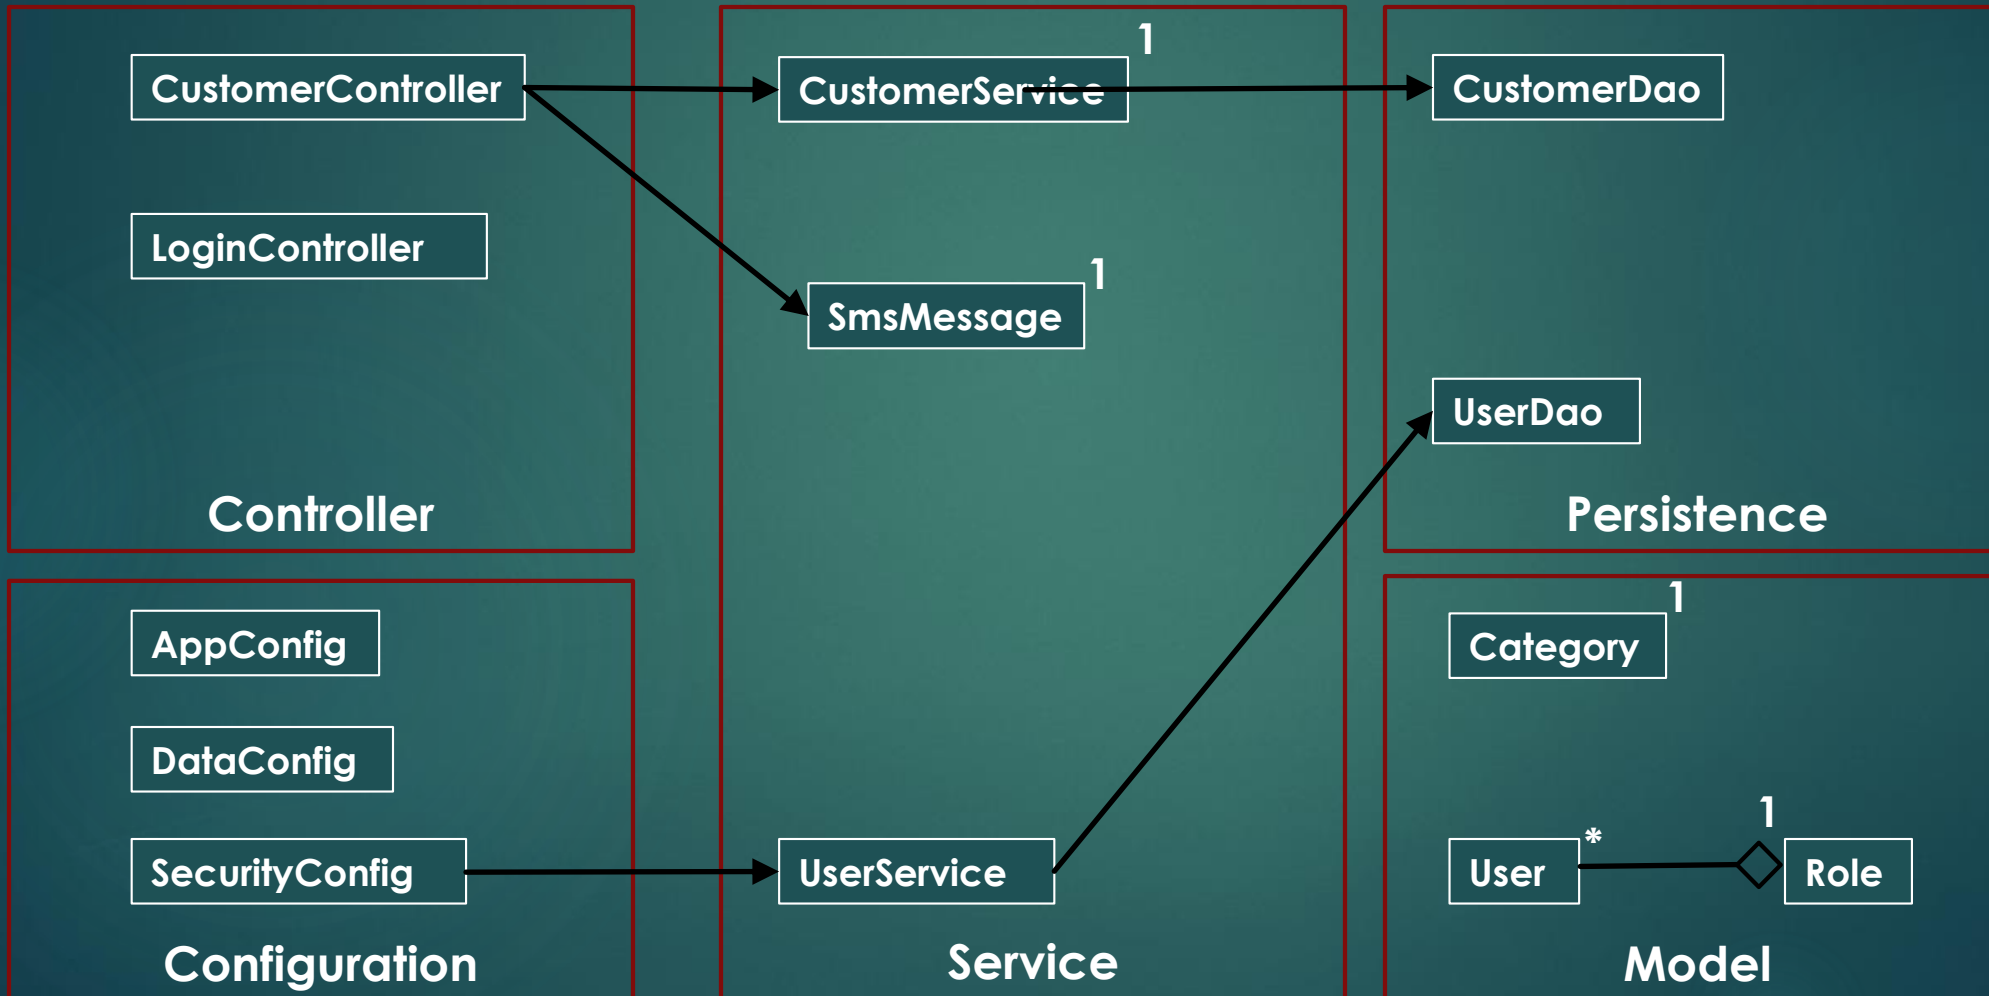 CustomerController
LoginController
Controller
AppConfig
DataConfig
SecurityConfig
Configuration
1
CustomerService
1
SmsMessage
UserService
Service
CustomerDao
UserDao
Persistence
1
Category
* 1
User Role
Model